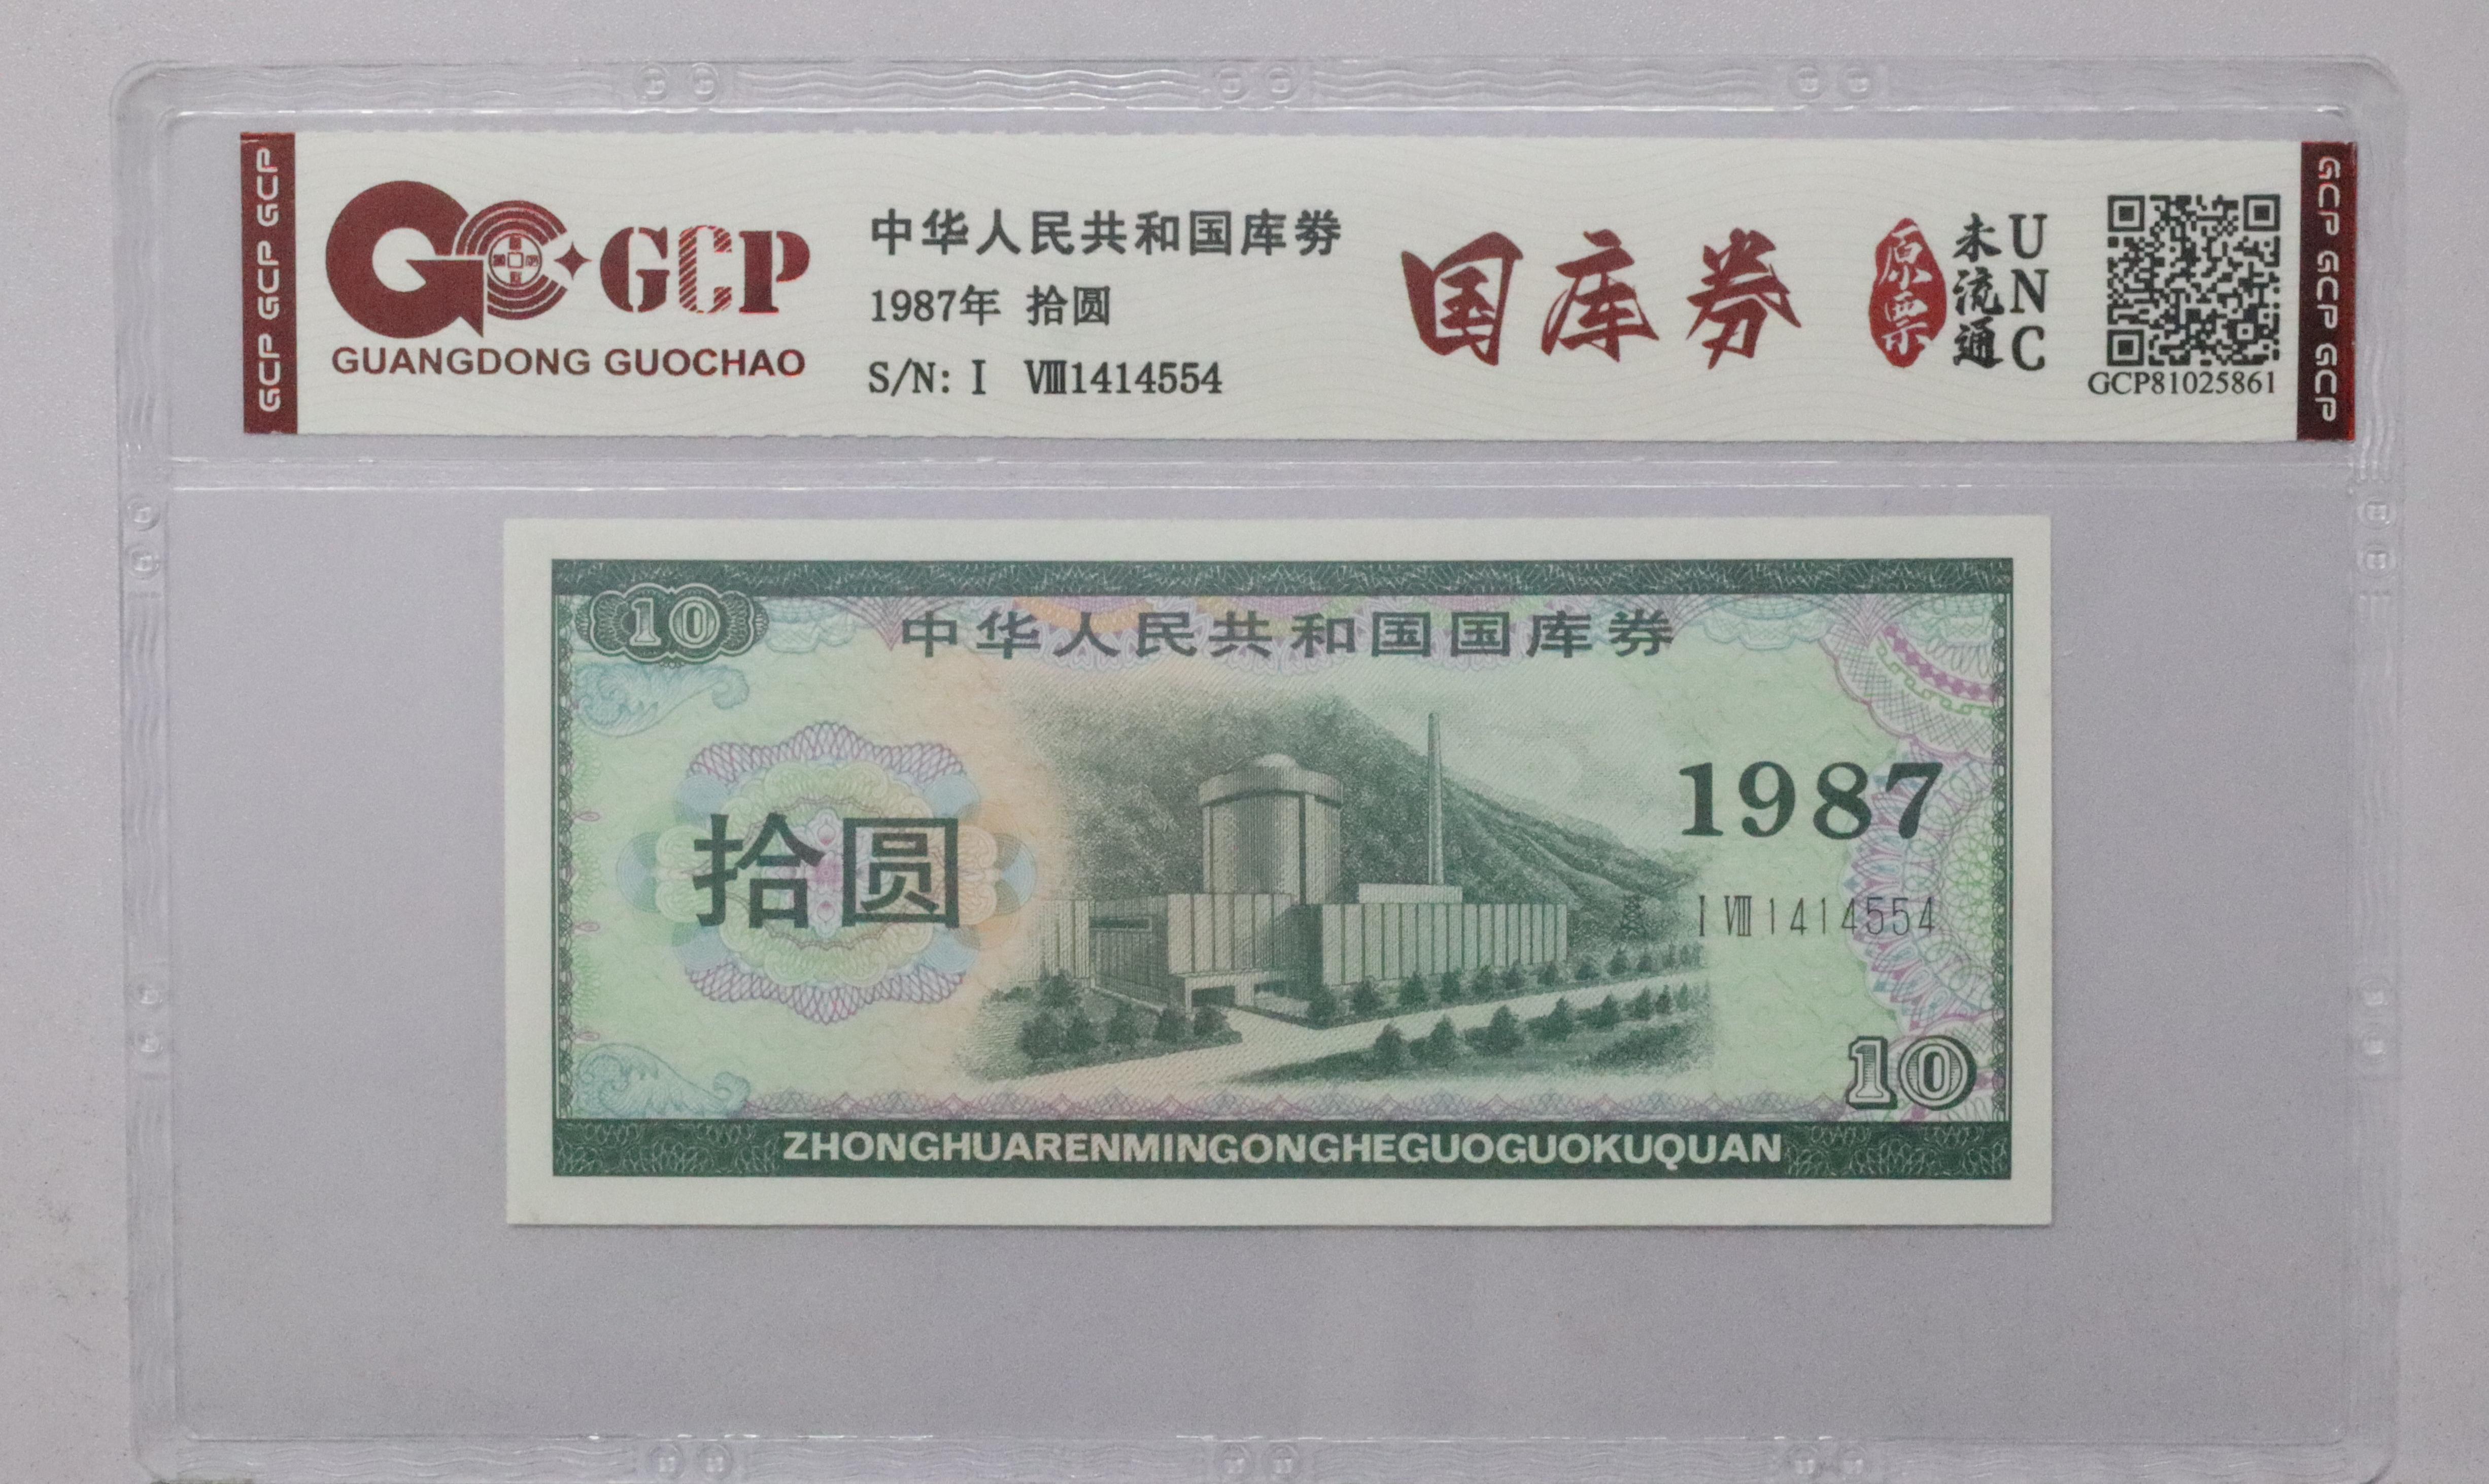 GCP GCP GCP
GCP
GUANGDONG GUOCHAO
中华人民共和国库券
1987年 拾圆
S/N: I Ⅷ1414554
国库券
原票
未流通
UNC
GCP81025861
GCP GCP GCP
10
中华人民共和国国库券
拾圆
1987
I Ⅷ 1414554
10
ZHONGHUARENMINGONGHEGUOGUOKUQUAN